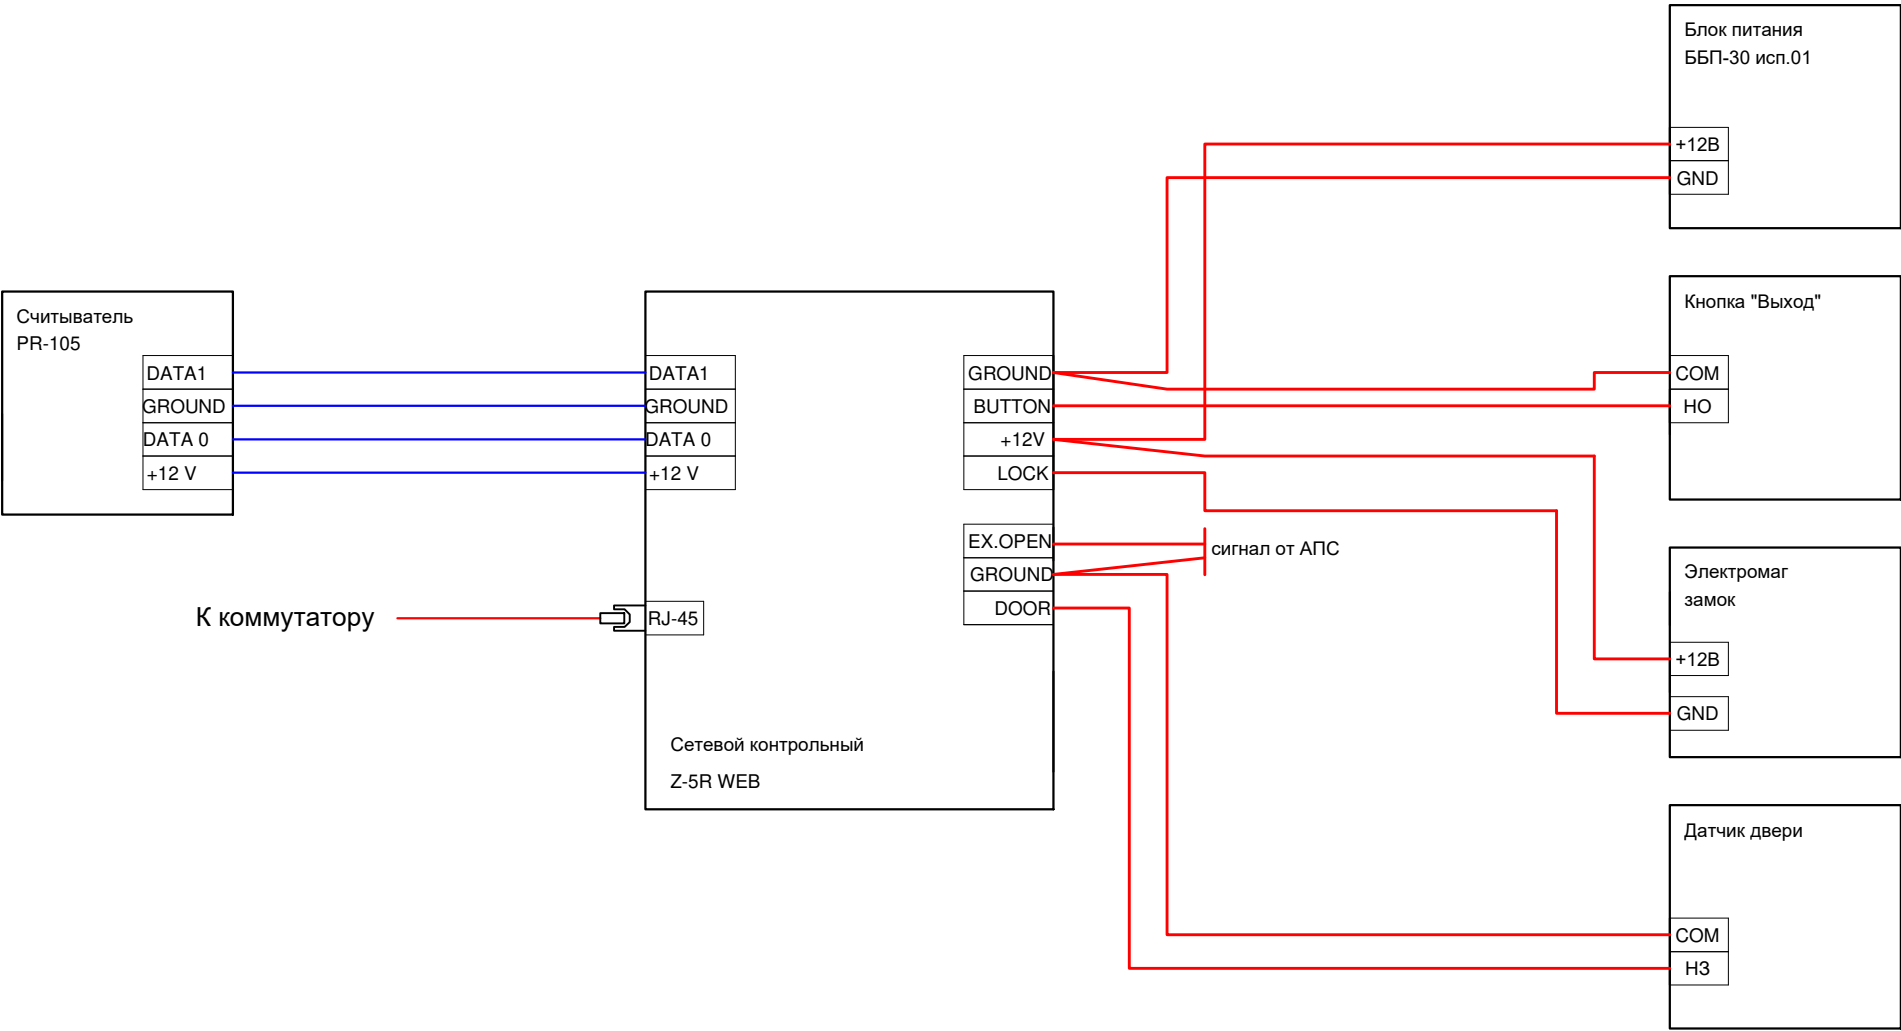 Блок питания
ББП-30 исп.01
+12В
GND
Считыватель
PR-105
DATA1
GROUND
DATA 0
+12 V
DATA1
GROUND
DATA 0
+12 V
RJ-45
К коммутатору
GROUND
BUTTON
+12V
LOCK
EX.OPEN
GROUND
DOOR
сигнал от АПС
Сетевой контрольный
Z-5R WEB
Кнопка "Выход"
COM
НО
Электромаг
замок
+12В
GND
Датчик двери
COM
НЗ